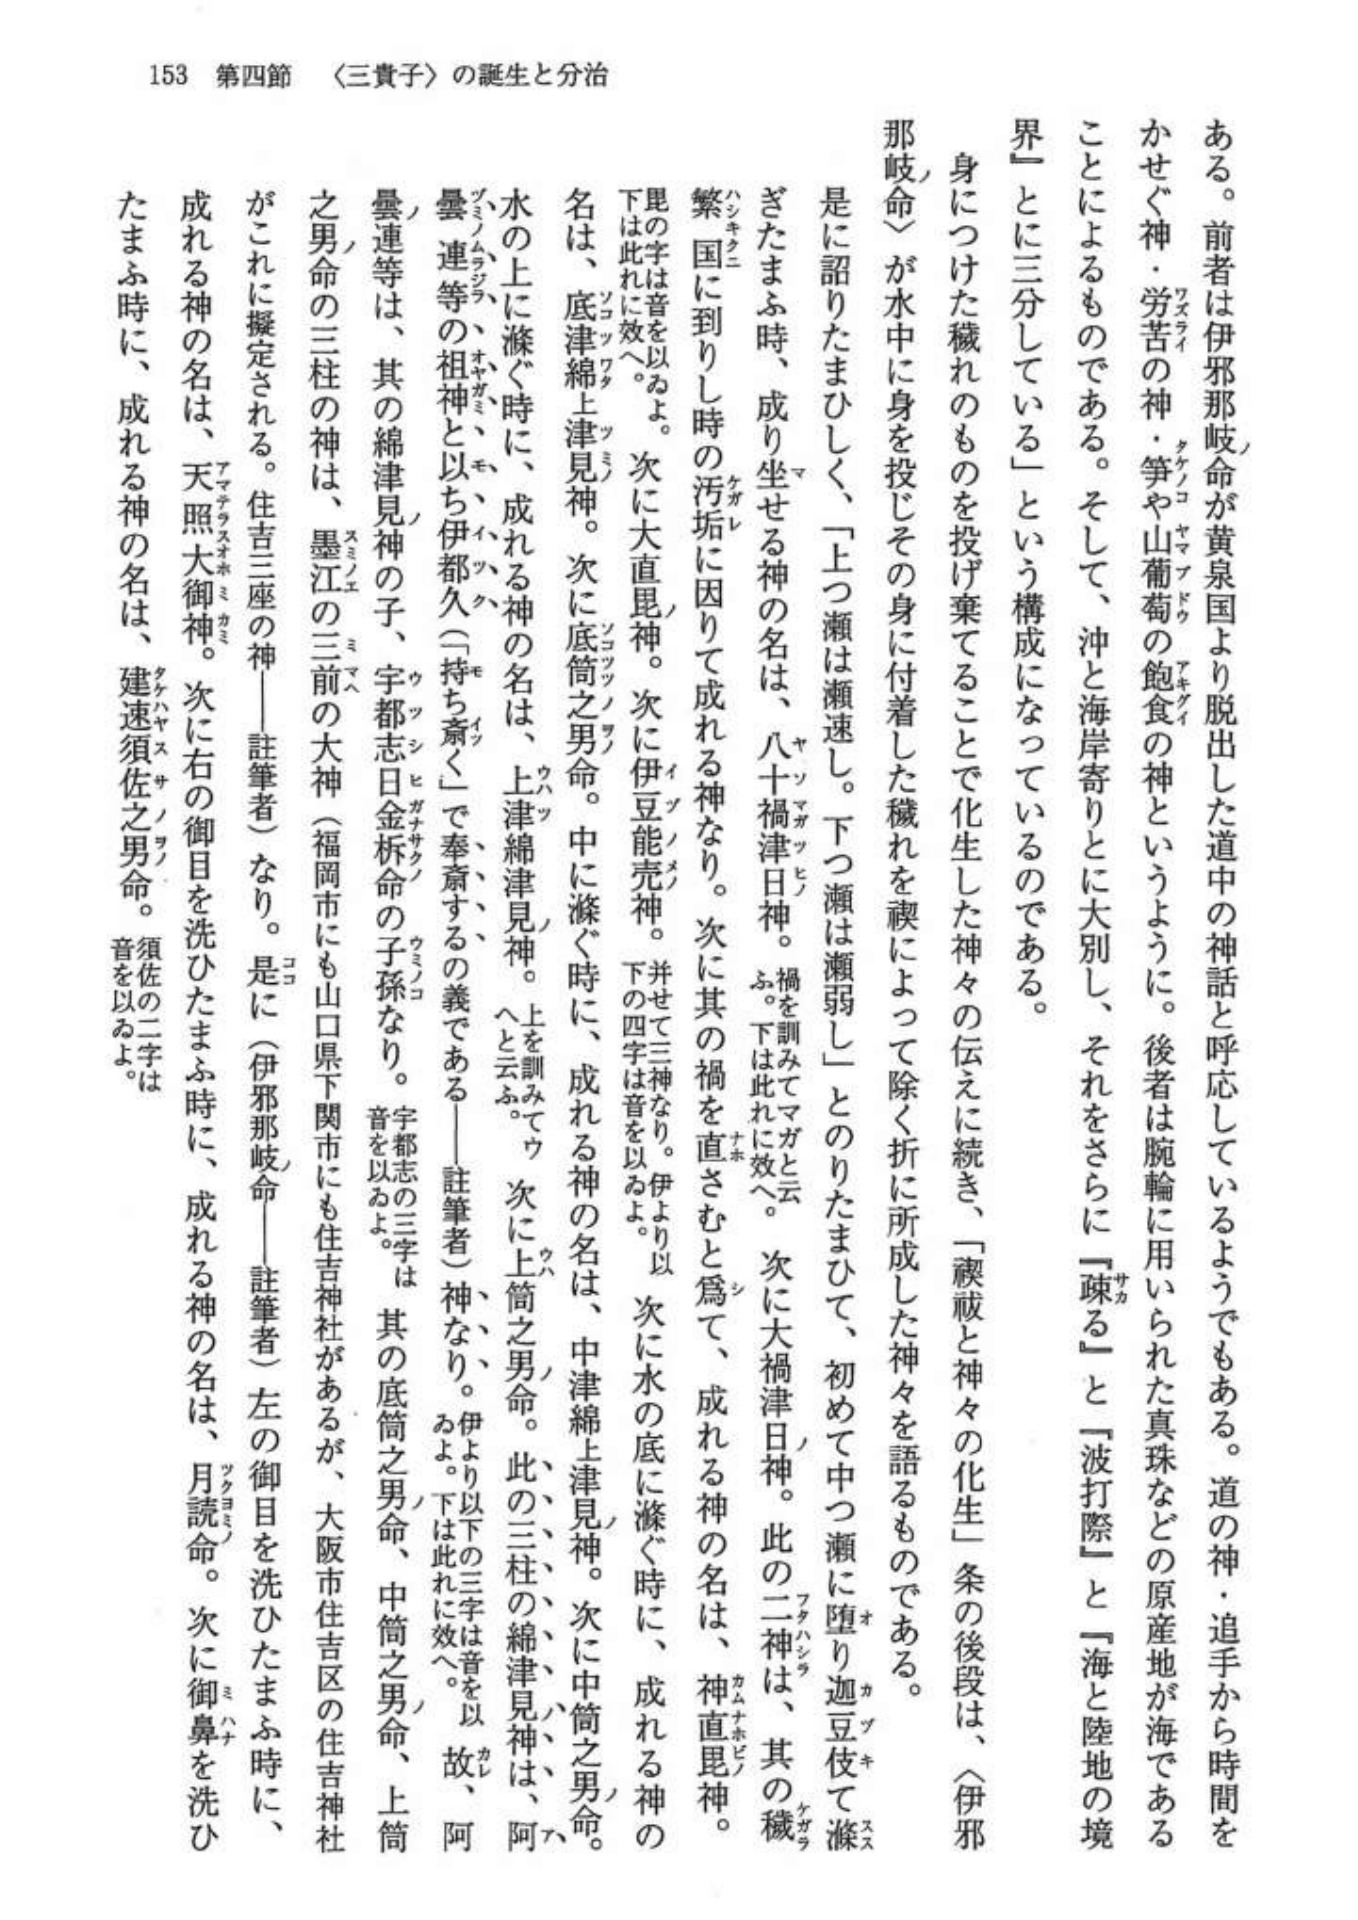 153　第四節　〈三貴子〉の誕生と分治
ある。前者は伊邪那岐ノ命が黄泉国より脱出した道中の神話と呼応しているようでもある。道の神・追手から時間を
かせぐ神・労苦の神・笋や山葡萄の飽食の神というように。後者は腕輪に用いられた真珠などの原産地が海である
ことによるものである。そして、沖と海岸寄りとに大別し、それをさらに『疎る』と『波打際』と『海と陸地の境
界』とに三分している」という構成になっているのである。
身につけた穢れのものを投げ棄てることで化生した神々の伝えに続き、「禊祓と神々の化生」条の後段は、〈伊邪
那岐ノ命〉が水中に身を投じその身に付着した穢れを禊によって除く折に所成した神々を語るものである。
是に詔りたまひしく、「上つ瀬は瀬速し。下つ瀬は瀬弱し」とのりたまひて、初めて中つ瀬に堕り迦豆伎て滌
ぎたまふ時、成り坐せる神の名は、八十禍津日神。禍を訓みてマガと云ふ。下は此れに效へ。次に大禍津日ノ神。此の二神は、其の穢
繁国に到りし時の汚垢に因りて成れる神なり。次に其の禍を直さむと爲て、成れる神の名は、神直毘神。
毘の字は音を以ゐよ。下は此れに效へ。次に大直毘ノ神。次に伊豆能売神。并せて三神なり。伊より以下の四字は音を以ゐよ。次に水の底に滌ぐ時に、成れる神の
名は、底津綿上津見神。次に底筒之男命。中に滌ぐ時に、成れる神の名は、中津綿上津見ノ神。次に中筒之男ノ命。
水の上に滌ぐ時に、成れる神の名は、上津綿津見ノ神。上を訓みてウヘと云ふ。次に上筒之男ノ命。此の三柱の綿津見神は、阿
曇連等の祖神と以ち伊都久（「持ち斎く」で奉斎するの義である――註筆者）神なり。伊より以下の三字は音を以ゐよ。下は此れに效へ。故、阿
曇ノ連等は、其の綿津見ノ神の子、宇都志日金柝命の子孫なり。宇都志の三字は音を以ゐよ。其の底筒之男ノ命、中筒之男ノ命、上筒
之男ノ命の三柱の神は、墨江の三前の大神（福岡市にも山口県下関市にも住吉神社があるが、大阪市住吉区の住吉神社
がこれに擬定される。住吉三座の神――註筆者）なり。是に（伊邪那岐ノ命――註筆者）左の御目を洗ひたまふ時に、
成れる神の名は、天照大御神。次に右の御目を洗ひたまふ時に、成れる神の名は、月読命。次に御鼻を洗ひ
たまふ時に、成れる神の名は、建速須佐之男命。須佐の二字は音を以ゐよ。